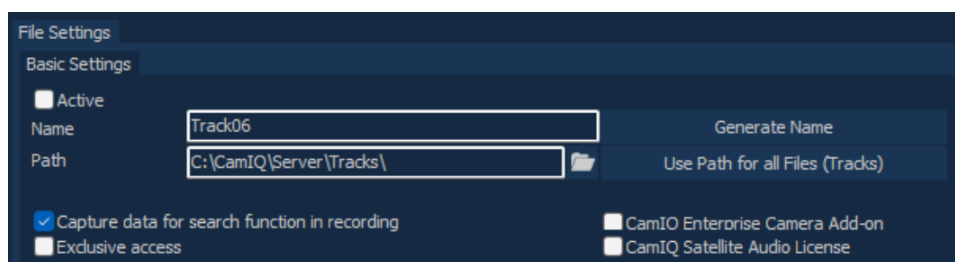 File Settings
Basic Settings
Active
Name Track06 Generate Name
Path C:\CamIQ\Server\Tracks\ Use Path for all Files (Tracks)
Capture data for search function in recording CamIQ Enterprise Camera Add-on
Exclusive access CamIQ Satellite Audio License